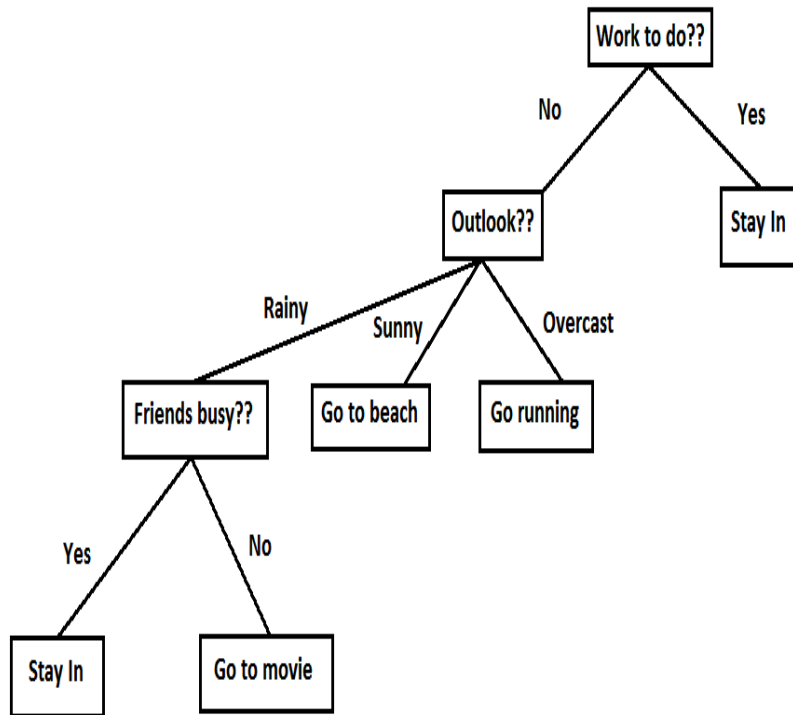 Work to do??
No
Yes
Outlook??
Stay In
Rainy
Sunny
Overcast
Friends busy??
Go to beach
Go running
Yes
No
Stay In
Go to movie